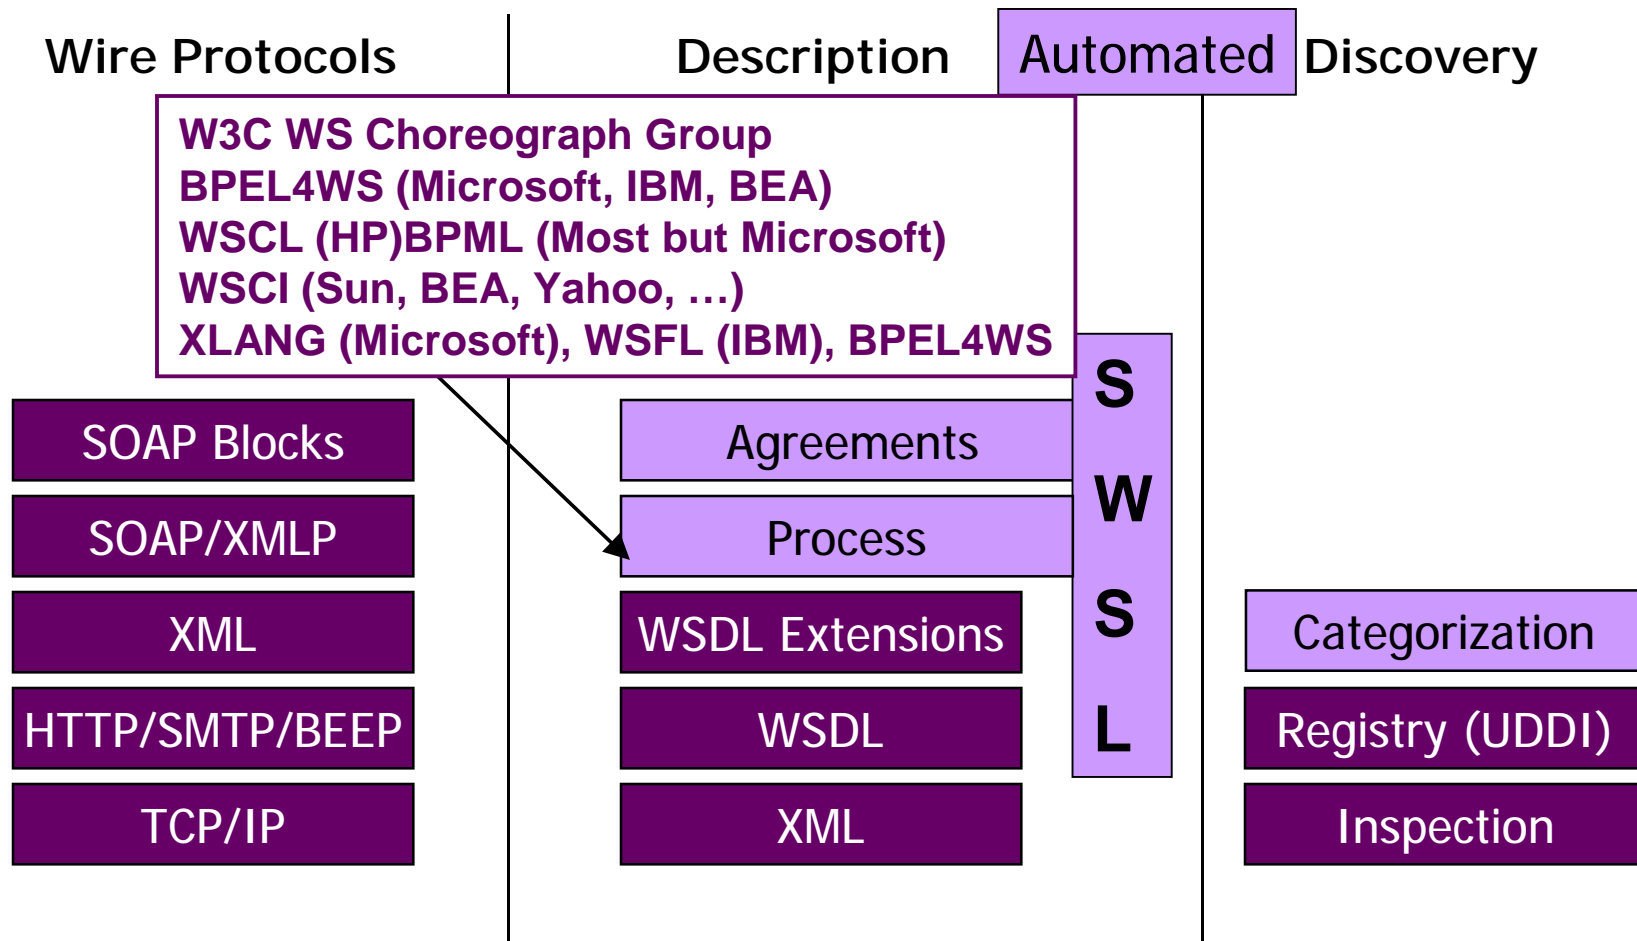 Wire Protocols
Description
Automated
Discovery
W3C WS Choreograph Group
BPEL4WS (Microsoft, IBM, BEA)
WSCL (HP)BPML (Most but Microsoft)
WSCI (Sun, BEA, Yahoo, …)
XLANG (Microsoft), WSFL (IBM), BPEL4WS
SOAP Blocks
SOAP/XMLP
XML
HTTP/SMTP/BEEP
TCP/IP
Agreements
Process
WSDL Extensions
WSDL
XML
S
W
S
L
Categorization
Registry (UDDI)
Inspection